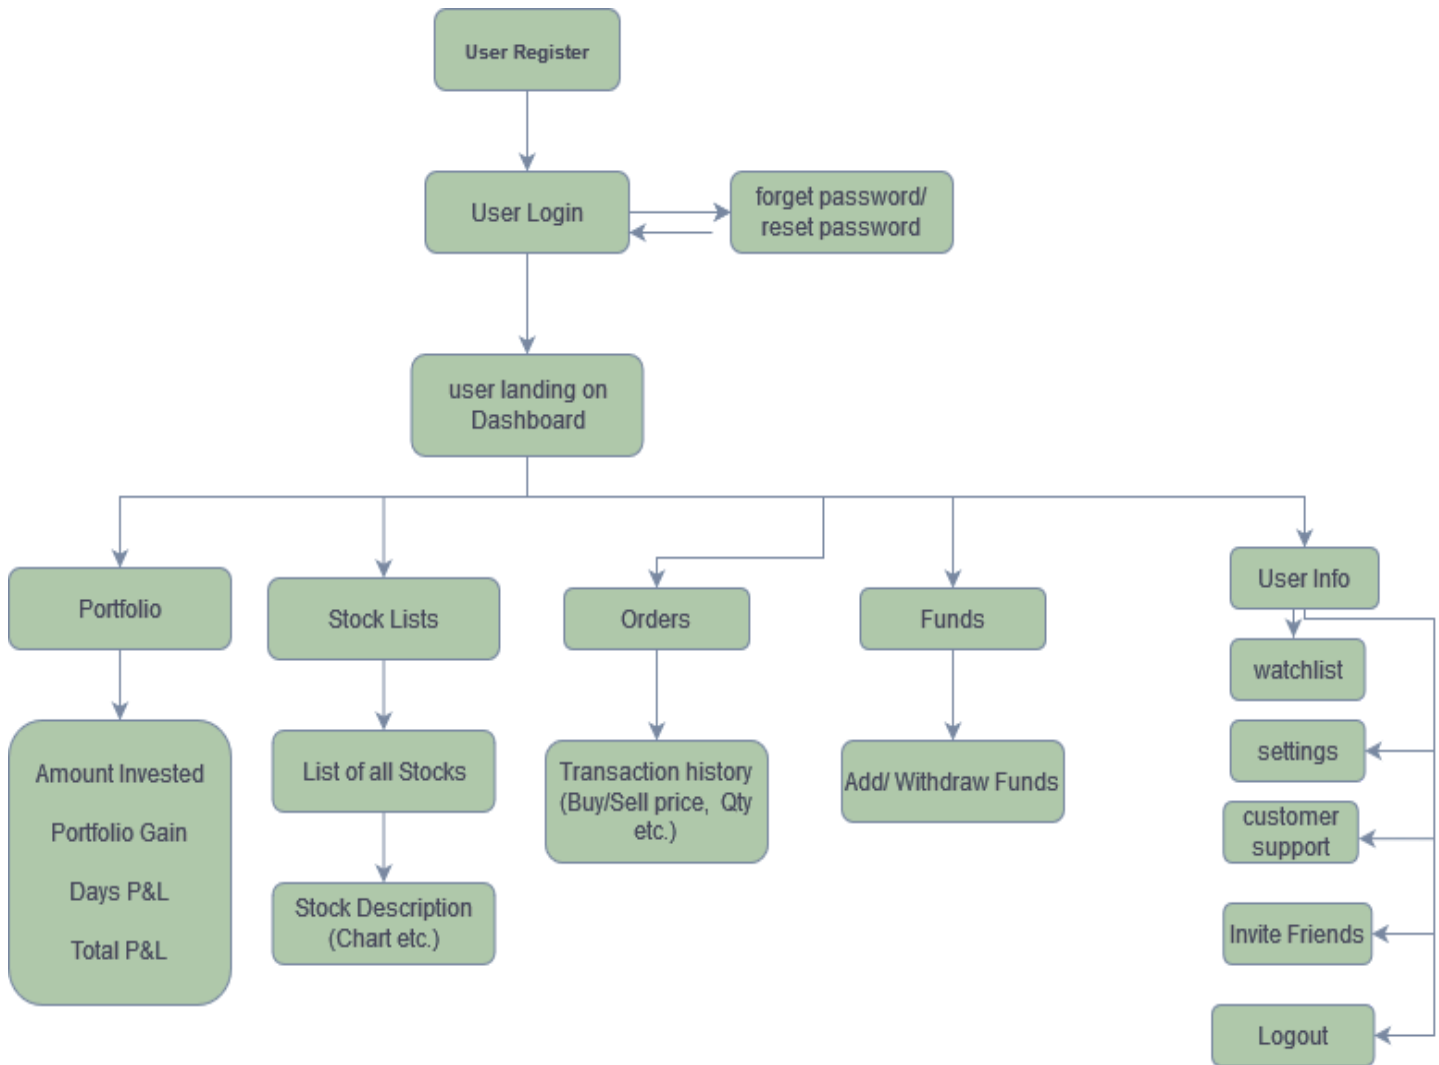 User Register
User Login
forget password/
reset password
user landing on
Dashboard
Portfolio
Stock Lists
Orders
Funds
User Info
watchlist
Amount Invested
Portfolio Gain
Days P&L
Total P&L
List of all Stocks
Transaction history
(Buy/Sell price,  Qty
etc.)
Add/ Withdraw Funds
settings
customer
support
Stock Description
(Chart etc.)
Invite Friends
Logout